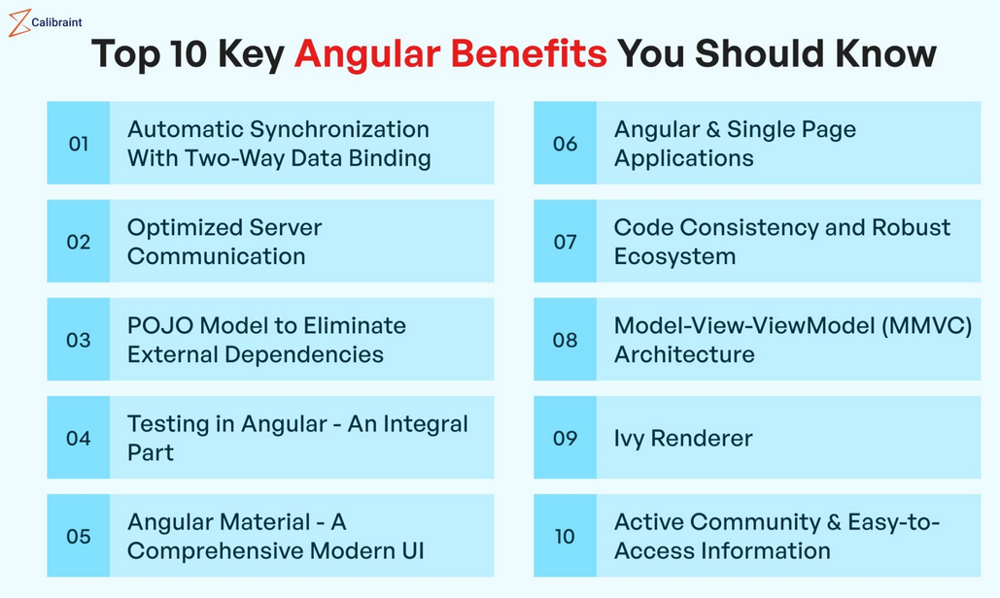 Calibraint
Top 10 Key Angular Benefits You Should Know
01
Automatic Synchronization
With Two-Way Data Binding
02
Optimized Server
Communication
03
POJO Model to Eliminate
External Dependencies
04
Testing in Angular - An Integral
Part
05
Angular Material - A
Comprehensive Modern UI
06
Angular & Single Page
Applications
07
Code Consistency and Robust
Ecosystem
08
Model-View-ViewModel (MMVC)
Architecture
09
Ivy Renderer
10
Active Community & Easy-to-
Access Information